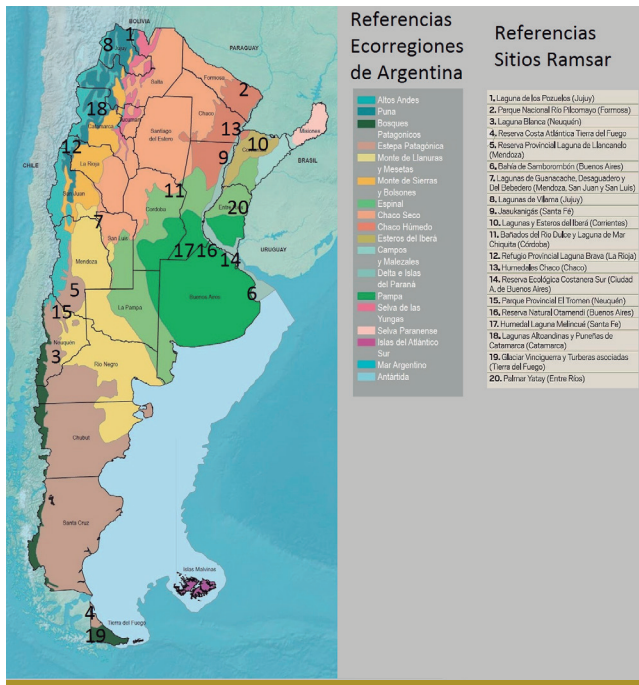 BOLIVIA
PARAGUAY
CHILE
BRASIL
URUGUAY
Jujuy
Salta
Formosa
Chaco
Misiones
Catamarca
Tucumán
Santiago
del Estero
La Rioja
San Juan
Cordoba
San Luis
Mendoza
La Pampa
Buenos Aires
Neuquén
Río Negro
Chubut
Santa Cruz
Islas Malvinas
Tierra del Fuego
8
1
2
18
13
10
12
9
11
20
7
17
16
14
5
6
15
3
4
19
Referencias
Ecorregiones
de Argentina
Altos Andes
Puna
Bosques
Patagonicos
Estepa Patagónica
Monte de Llanuras
y Mesetas
Monte de Sierras
y Bolsones
Espinal
Chaco Seco
Chaco Húmedo
Esteros del Iberá
Campos
y Malezales
Delta e Islas
del Paraná
Pampa
Selva de las
Yungas
Selva Paranense
Islas del Atlántico
Sur
Mar Argentino
Antártida
Referencias
Sitios Ramsar
1, Laguna de los Pozuelos (Jujuy)
2, Parque Nacional Río Pilcomayo (Formosa)
3, Laguna Blanca (Neuquén)
4, Reserva Costa Atlántica Tierra del Fuego
5, Reserva Provincial Laguna de Llancanelo
(Mendoza)
6, Bahía de Samborombón (Buenos Aires)
7, Lagunas de Guanacache, Desaguadero y
Del Bebedero (Mendoza, San Juan y San Luis)
8, Lagunas de Vilama (Jujuy)
9, Jaaukanigás (Santa Fé)
10. Lagunas y Esteros del Iberá (Corrientes)
11, Bañados del Río Dulce y Laguna de Mar
Chiquita (Córdoba)
12. Refugio Provincial Laguna Brava (La Rioja)
13, Humedales Chaco (Chaco)
14, Reserva Ecológica Costanera Sur (Ciudad
A. de Buenos Aires)
15, Parque Provincial El Tromen (Neuquén)
16, Reserva Natural Otamendi (Buenos Aires)
17, Humedal Laguna Melincué (Santa Fe)
18, Lagunas Altoandinas y Puneñas de
Catamarca (Catamarca)
19. Glaciar Vinciguerra y Turberas asociadas
(Tierra del Fuego)
20. Palmar Yatay (Entre Ríos)